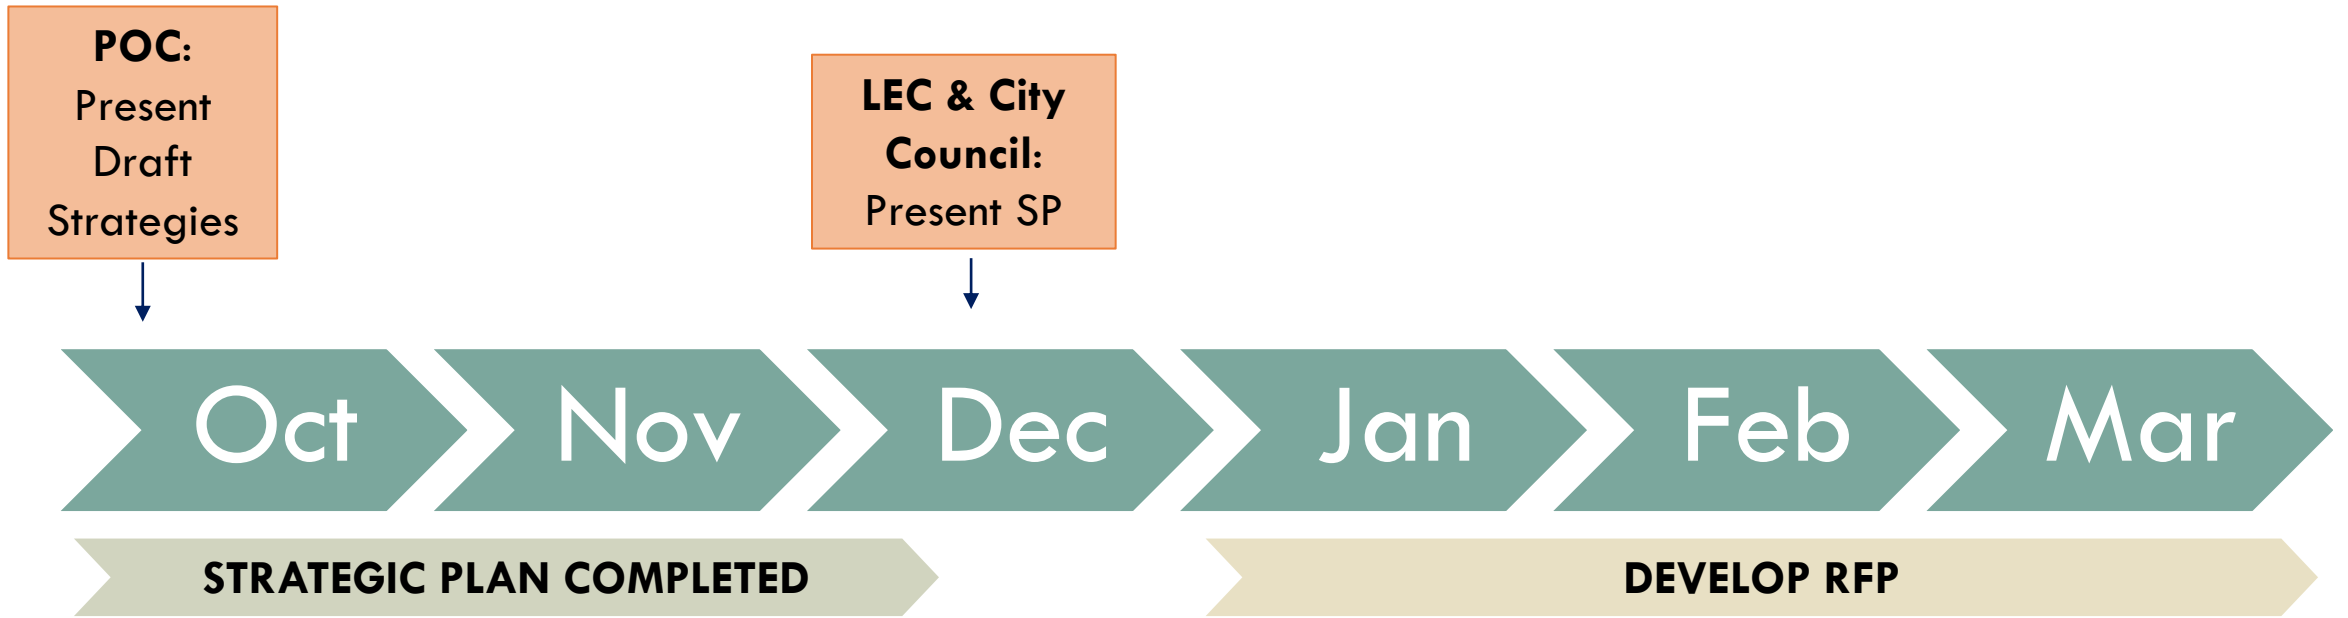 POC:
Present
Draft
Strategies
LEC & City
Council:
Present SP
Oct
Nov
Dec
Jan
Feb
Mar
STRATEGIC PLAN COMPLETED
DEVELOP RFP